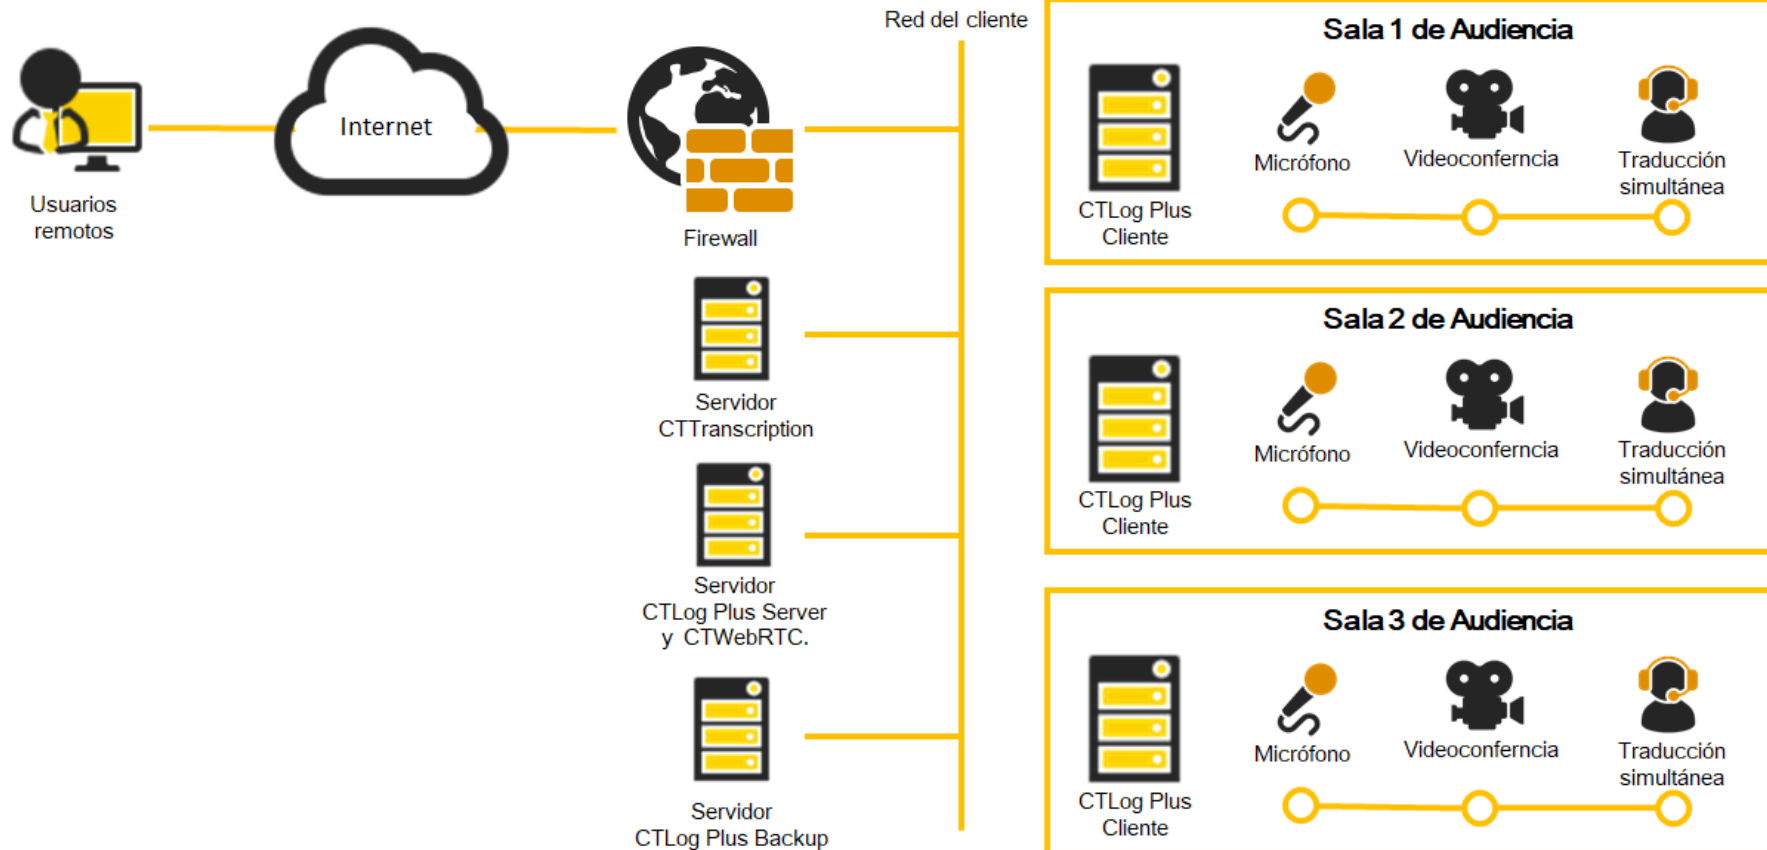 Red del cliente
Internet
Usuarios
remotos
Firewall
Servidor
CTTranscription
Servidor
CTLog Plus Server
y CTWebRTC.
Servidor
CTLog Plus Backup
Sala 1 de Audiencia
CTLog Plus
Cliente
Micrófono
Videoconferncia
Traducción
simultánea
Sala 2 de Audiencia
CTLog Plus
Cliente
Micrófono
Videoconferncia
Traducción
simultánea
Sala 3 de Audiencia
CTLog Plus
Cliente
Micrófono
Videoconferncia
Traducción
simultánea